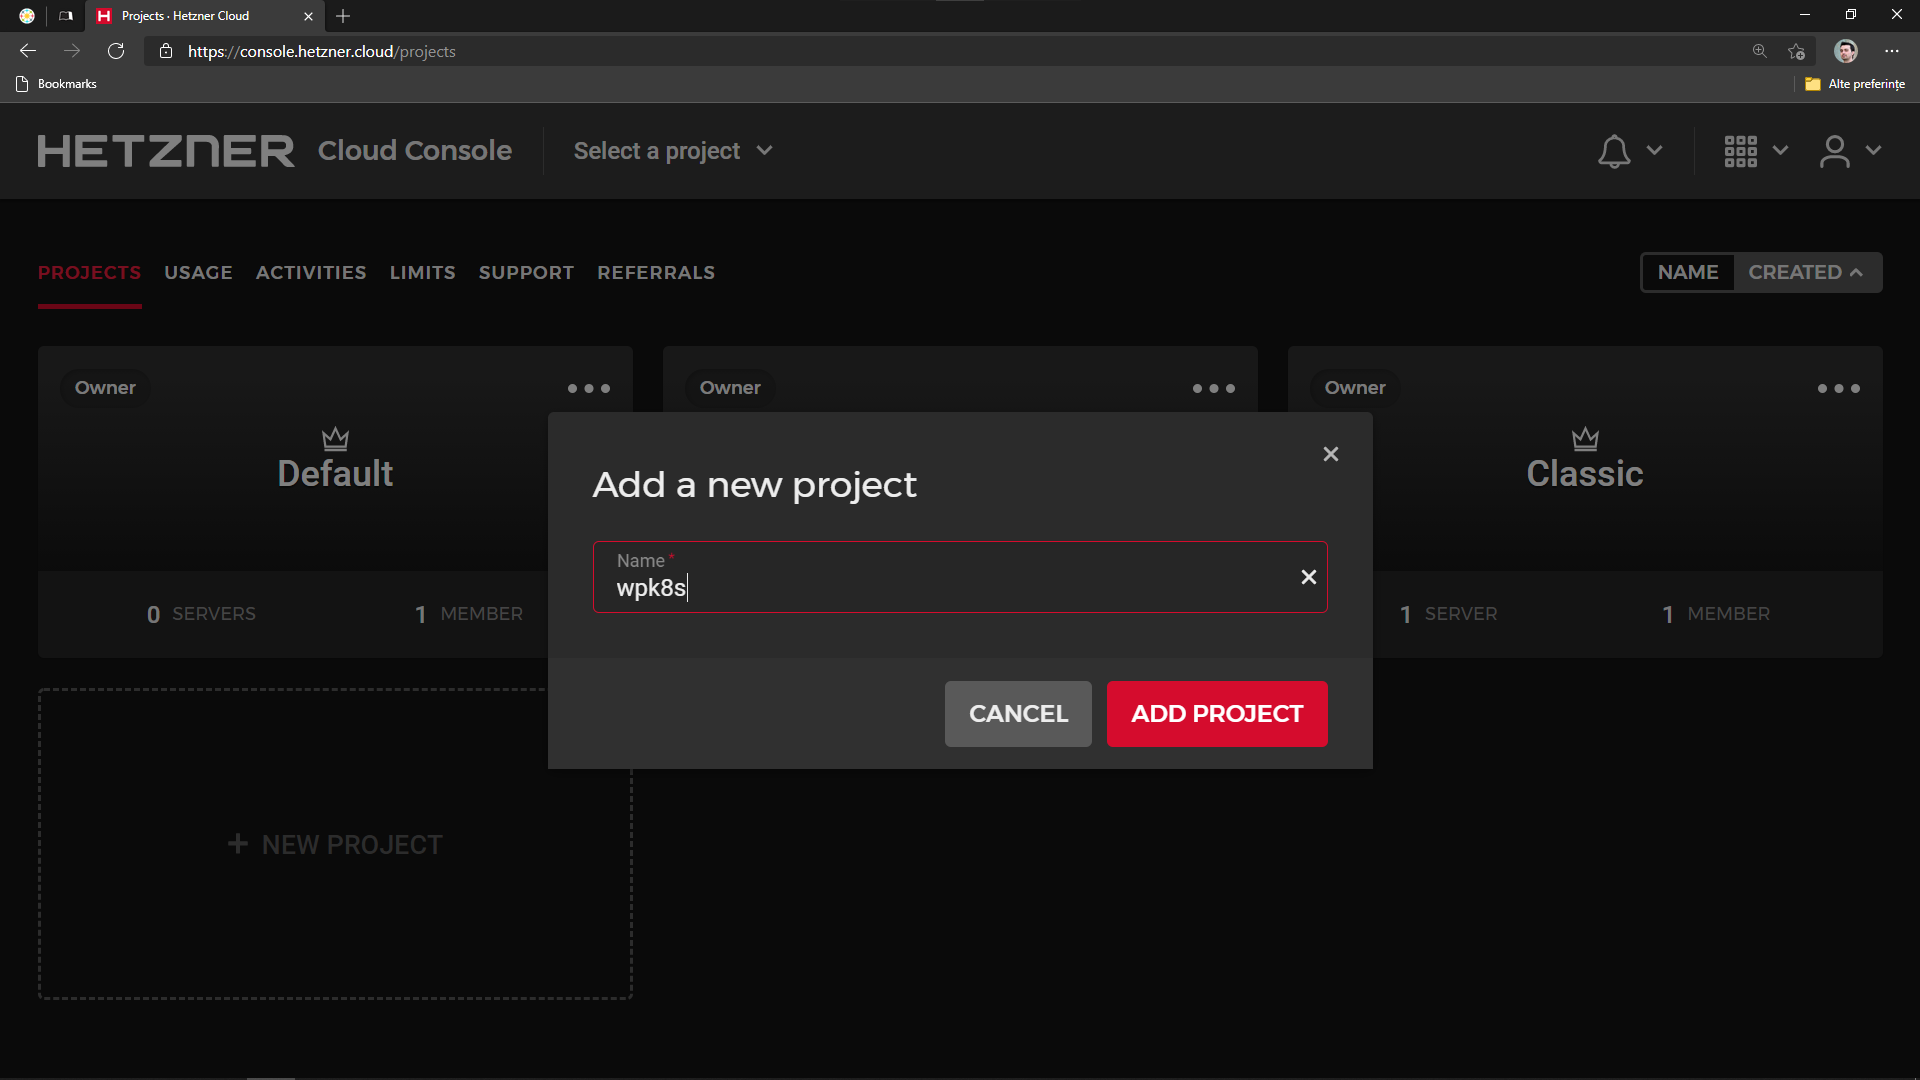 Projects · Hetzner Cloud
https://console.hetzner.cloud/projects
Bookmarks
Alte preferințe
HETZNER Cloud Console Select a project
PROJECTS USAGE ACTIVITIES LIMITS SUPPORT REFERRALS
NAME CREATED
Owner
Default
0 SERVERS 1 MEMBER
Owner
Owner
Classic
1 SERVER 1 MEMBER
Add a new project
Name *
wpk8s
CANCEL ADD PROJECT
+ NEW PROJECT